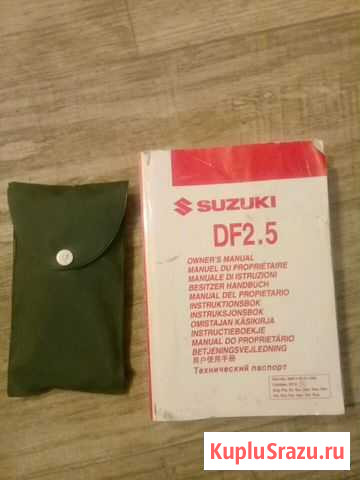 SUZUKI
DF2.5
OWNER'S MANUAL
MANUEL DU PROPRIETAIRE
MANUALE DI ISTRUZIONI
BESITZER HANDBUCH
MANUAL DEL PROPIETARIO
INSTRUKTIONSBOK
INSTRUKSJONSBOK
OMISTAJAN KÄSIKIRJA
INSTRUCTIEBOEKJE
MANUAL DO PROPRIETÁRIO
BETJENINGSVEJLEDNING
用户使用手册
Технический паспорт
KupluSrazu.ru